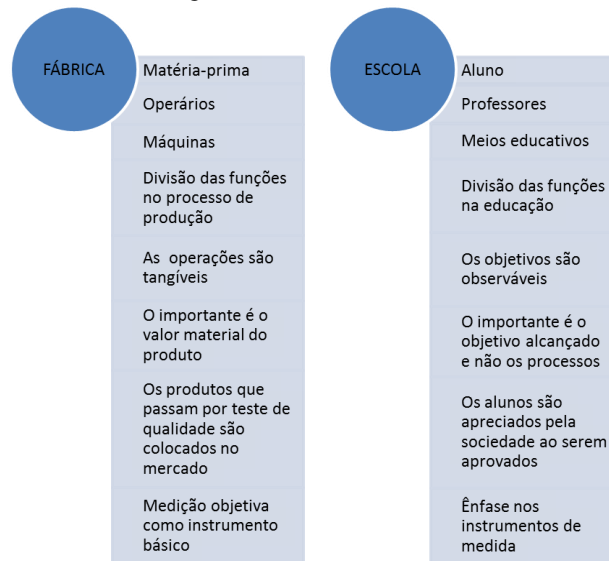 FÁBRICA
Matéria-prima
Operários
Máquinas
Divisão das funções
no processo de
produção
As operações são
tangíveis
O importante é o
valor material do
produto
Os produtos que
passam por teste de
qualidade são
colocados no
mercado
Medição objetiva
como instrumento
básico
ESCOLA
Aluno
Professores
Meios educativos
Divisão das funções
na educação
Os objetivos são
observáveis
O importante é o
objetivo alcançado
e não os processos
Os alunos são
apreciados pela
sociedade ao serem
aprovados
Ênfase nos
instrumentos de
medida